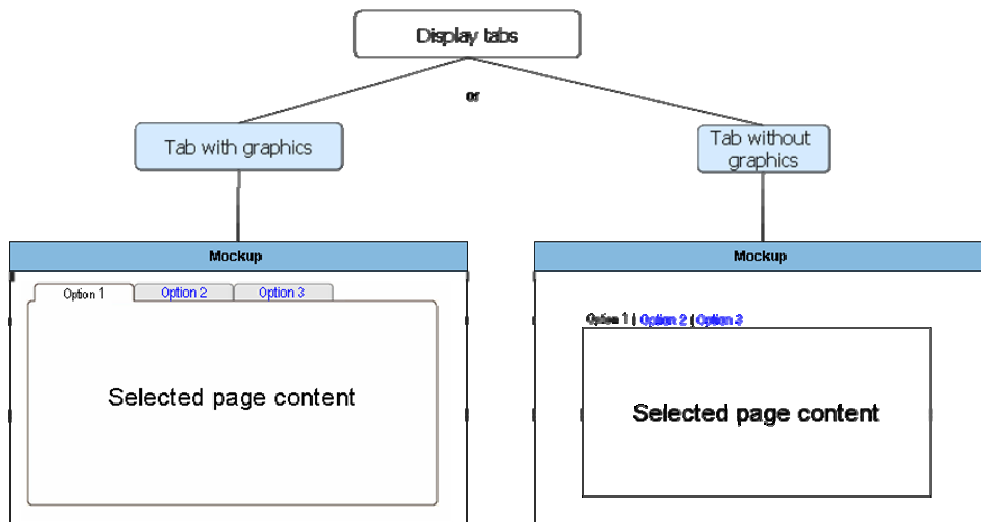 Display tabs
or
Tab with graphics
Tab without
graphics
Mockup
Mockup
Option 1 Option 2 Option 3
Option 1 | Option 2 | Option 3
Selected page content
Selected page content